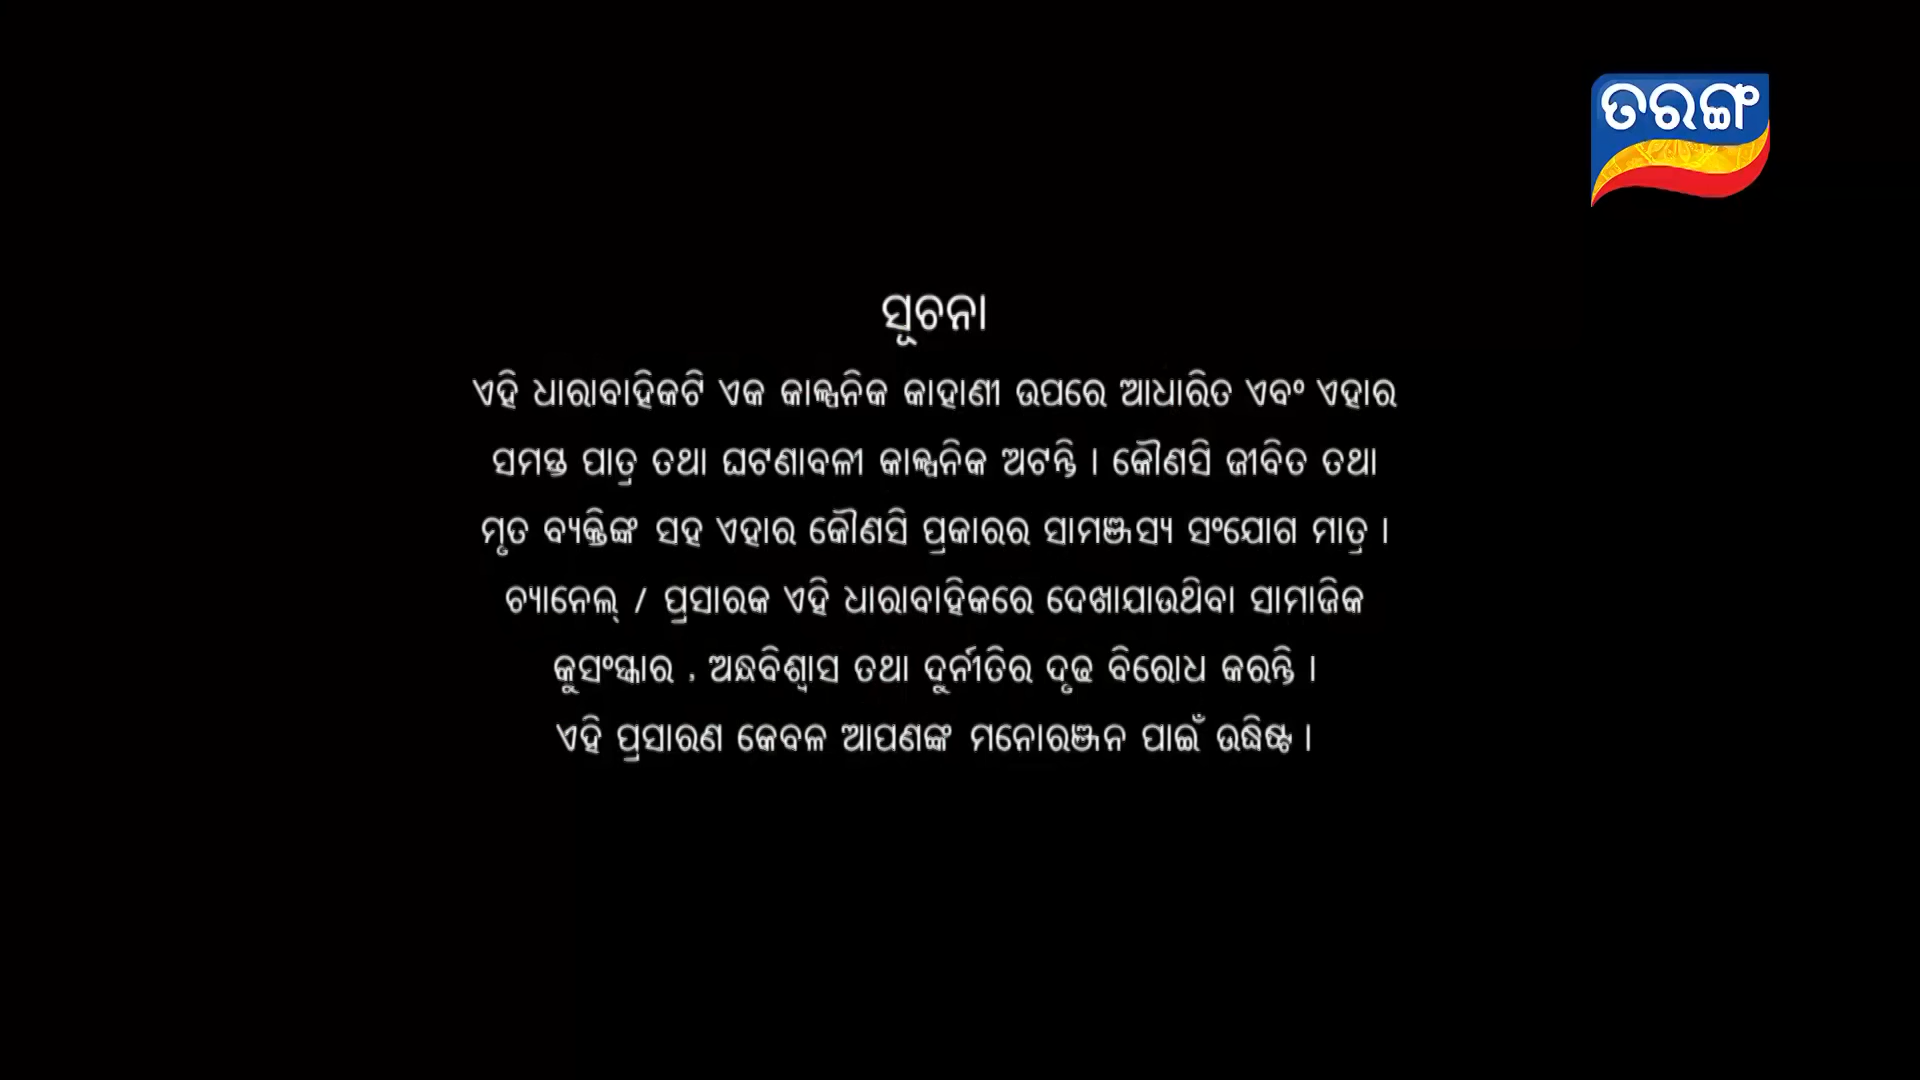 ତରଙ୍ଗ
ସୂଚନା
ଏହି ଧାରାବାହିକଟି ଏକ କାଳ୍ପନିକ କାହାଣୀ ଉପରେ ଆଧାରିତ ଏବଂ ଏହାର
ସମସ୍ତ ପାତ୍ର ତଥା ଘଟଣାବଳୀ କାଳ୍ପନିକ ଅଟନ୍ତି । କୌଣସି ଜୀବିତ ତଥା
ମୃତ ବ୍ୟକ୍ତିଙ୍କ ସହ ଏହାର କୌଣସି ପ୍ରକାରର ସାମଞ୍ଜସ୍ୟ ସଂଯୋଗ ମାତ୍ର ।
ଚ୍ୟାନେଲ୍ / ପ୍ରସାରକ ଏହି ଧାରାବାହିକରେ ଦେଖାଯାଉଥିବା ସାମାଜିକ
କୁସଂସ୍କାର , ଅନ୍ଧବିଶ୍ୱାସ ତଥା ଦୁର୍ନୀତିର ଦୃଢ ବିରୋଧ କରନ୍ତି ।
ଏହି ପ୍ରସାରଣ କେବଳ ଆପଣଙ୍କ ମନୋରଞ୍ଜନ ପାଇଁ ଉଦ୍ଧିଷ୍ଟ ।